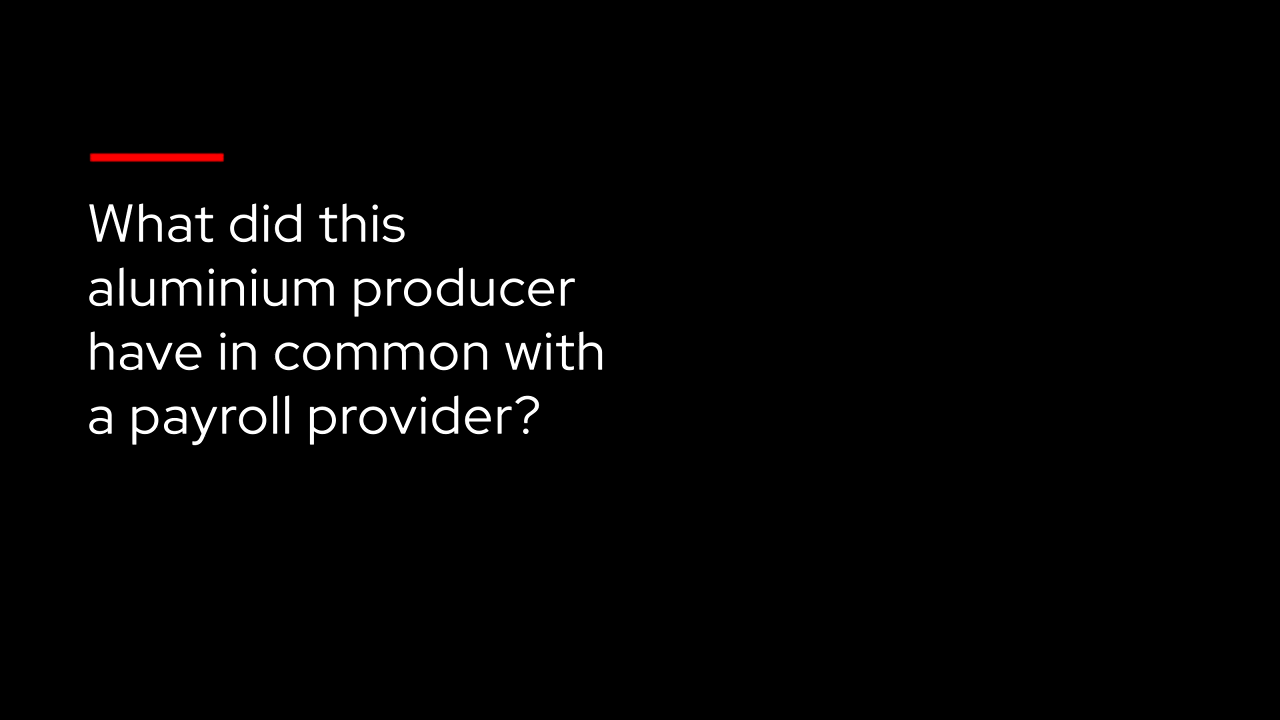 What did this
aluminium producer
have in common with
a payroll provider?